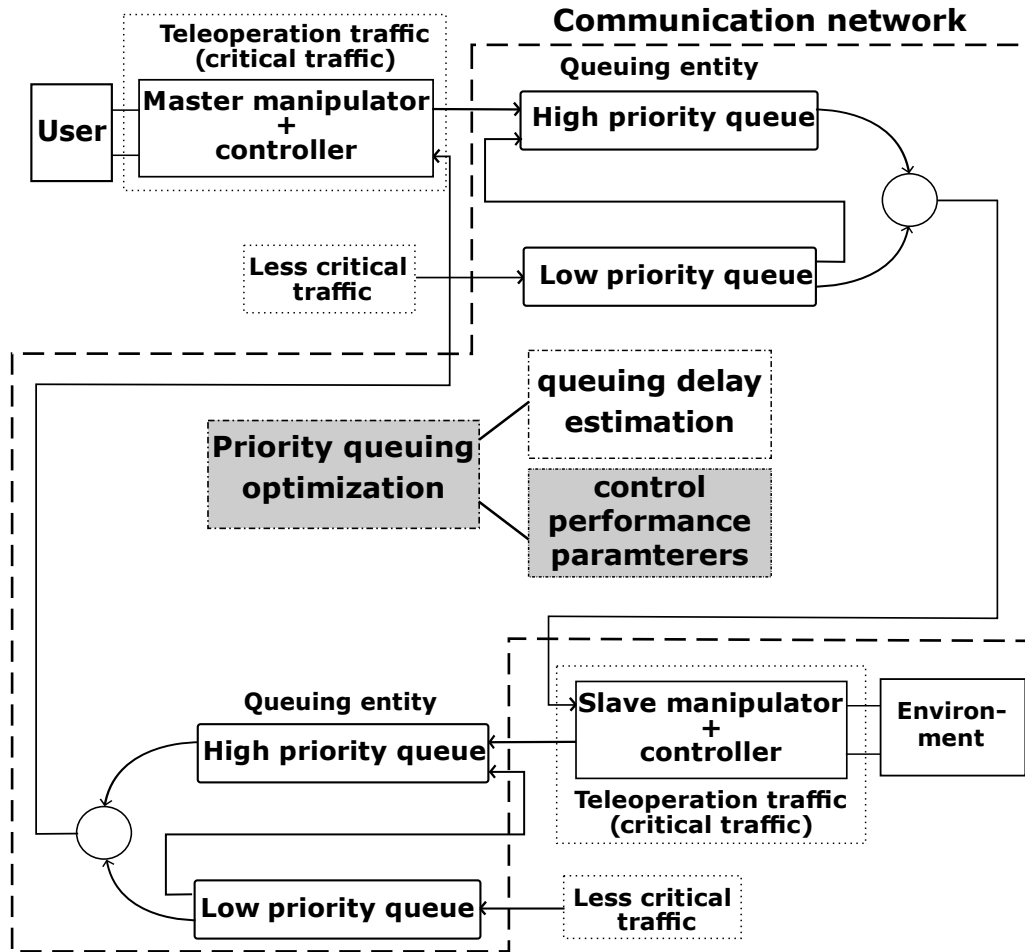 Communication network
Teleoperation traffic
(critical traffic)
Queuing entity
User
Master manipulator
+
controller
High priority queue
Less critical
traffic
Low priority queue
queuing delay
estimation
Priority queuing
optimization
control
performance
paramterers
Queuing entity
High priority queue
Slave manipulator
+
controller
Environ-
ment
Teleoperation traffic
(critical traffic)
Low priority queue
Less critical
traffic